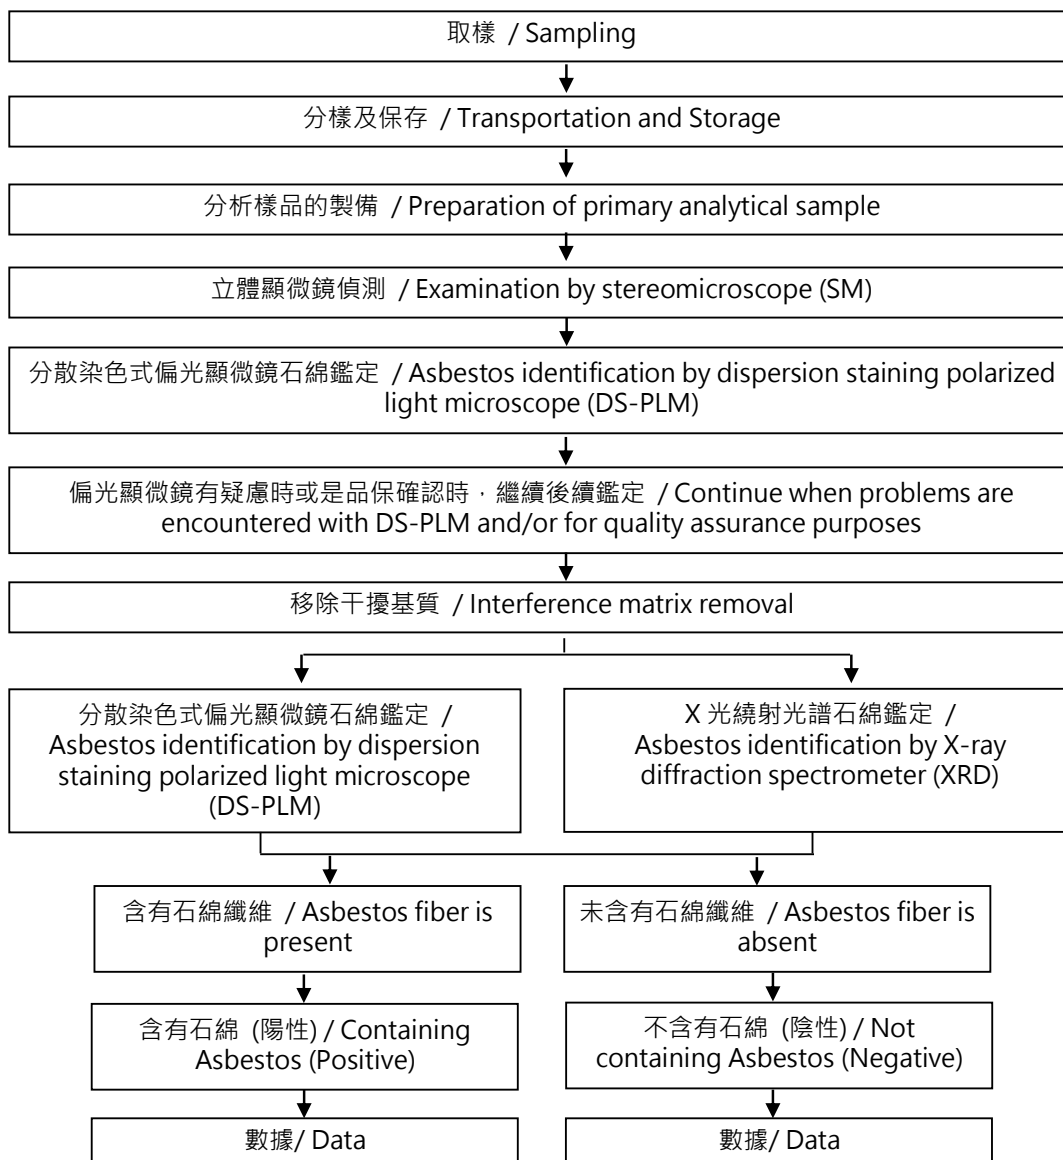 取樣 / Sampling
分樣及保存 / Transportation and Storage
分析樣品的製備 / Preparation of primary analytical sample
立體顯微鏡偵測 / Examination by stereomicroscope (SM)
分散染色式偏光顯微鏡石綿鑑定 / Asbestos identification by dispersion staining polarized
light microscope (DS-PLM)
偏光顯微鏡有疑慮時或是品保確認時，繼續後續鑑定 / Continue when problems are
encountered with DS-PLM and/or for quality assurance purposes
移除干擾基質 / Interference matrix removal
分散染色式偏光顯微鏡石綿鑑定 /
Asbestos identification by dispersion
staining polarized light microscope
(DS-PLM)
X 光繞射光譜石綿鑑定 /
Asbestos identification by X-ray
diffraction spectrometer (XRD)
含有石綿纖維 / Asbestos fiber is
present
未含有石綿纖維 / Asbestos fiber is
absent
含有石綿 (陽性) / Containing
Asbestos (Positive)
不含有石綿 (陰性) / Not
containing Asbestos (Negative)
數據/ Data
數據/ Data